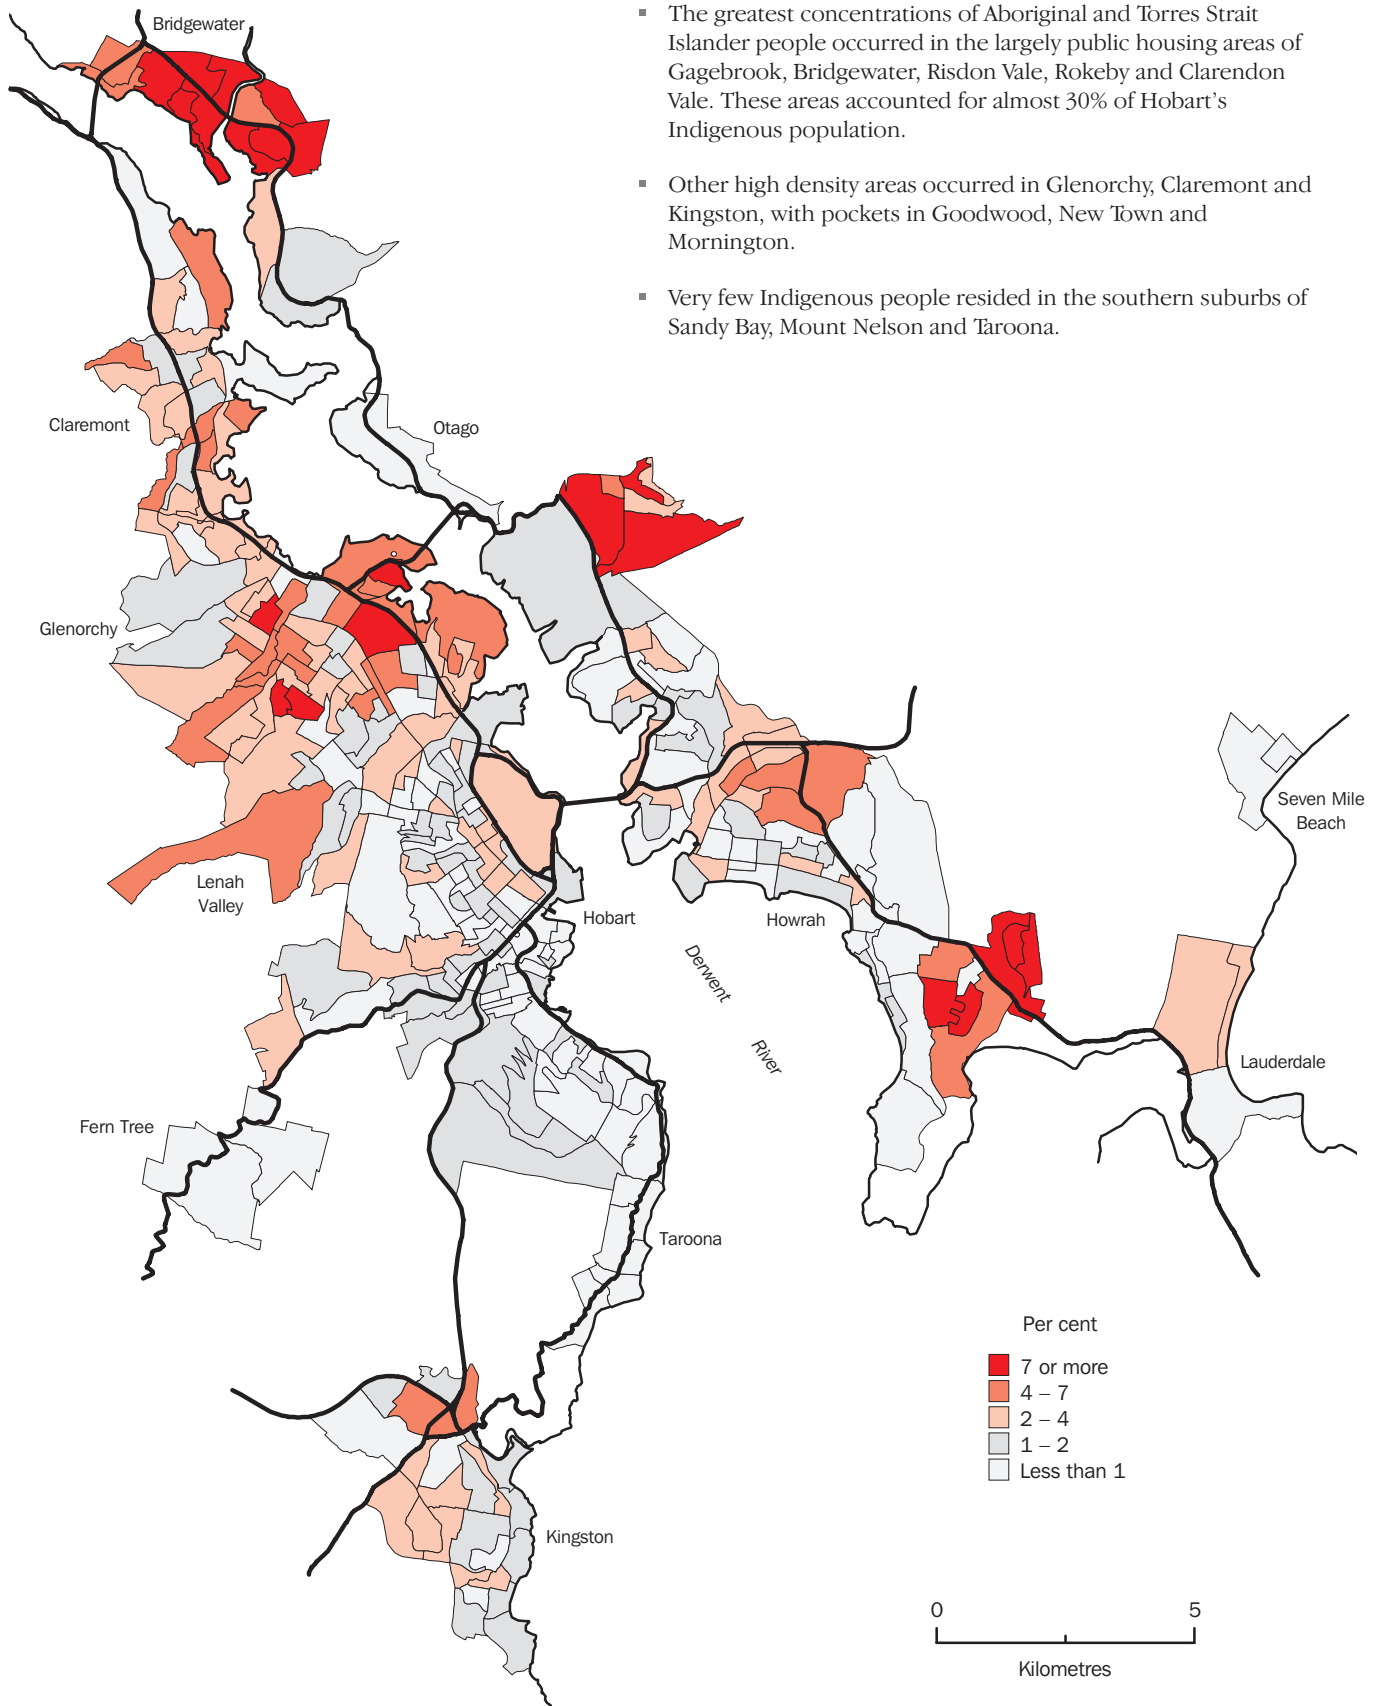 ▪ The greatest concentrations of Aboriginal and Torres Strait
Islander people occurred in the largely public housing areas of
Gagebrook, Bridgewater, Risdon Vale, Rokeby and Clarendon
Vale. These areas accounted for almost 30% of Hobart’s
Indigenous population.
▪ Other high density areas occurred in Glenorchy, Claremont and
Kingston, with pockets in Goodwood, New Town and
Mornington.
▪ Very few Indigenous people resided in the southern suburbs of
Sandy Bay, Mount Nelson and Taroona.
Bridgewater
Claremont
Otago
Glenorchy
Seven Mile
Beach
Lenah
Valley
Hobart
Howrah
Derwent
River
Lauderdale
Fern Tree
Taroona
Kingston
Per cent
7 or more
4 – 7
2 – 4
1 – 2
Less than 1
0 5
Kilometres